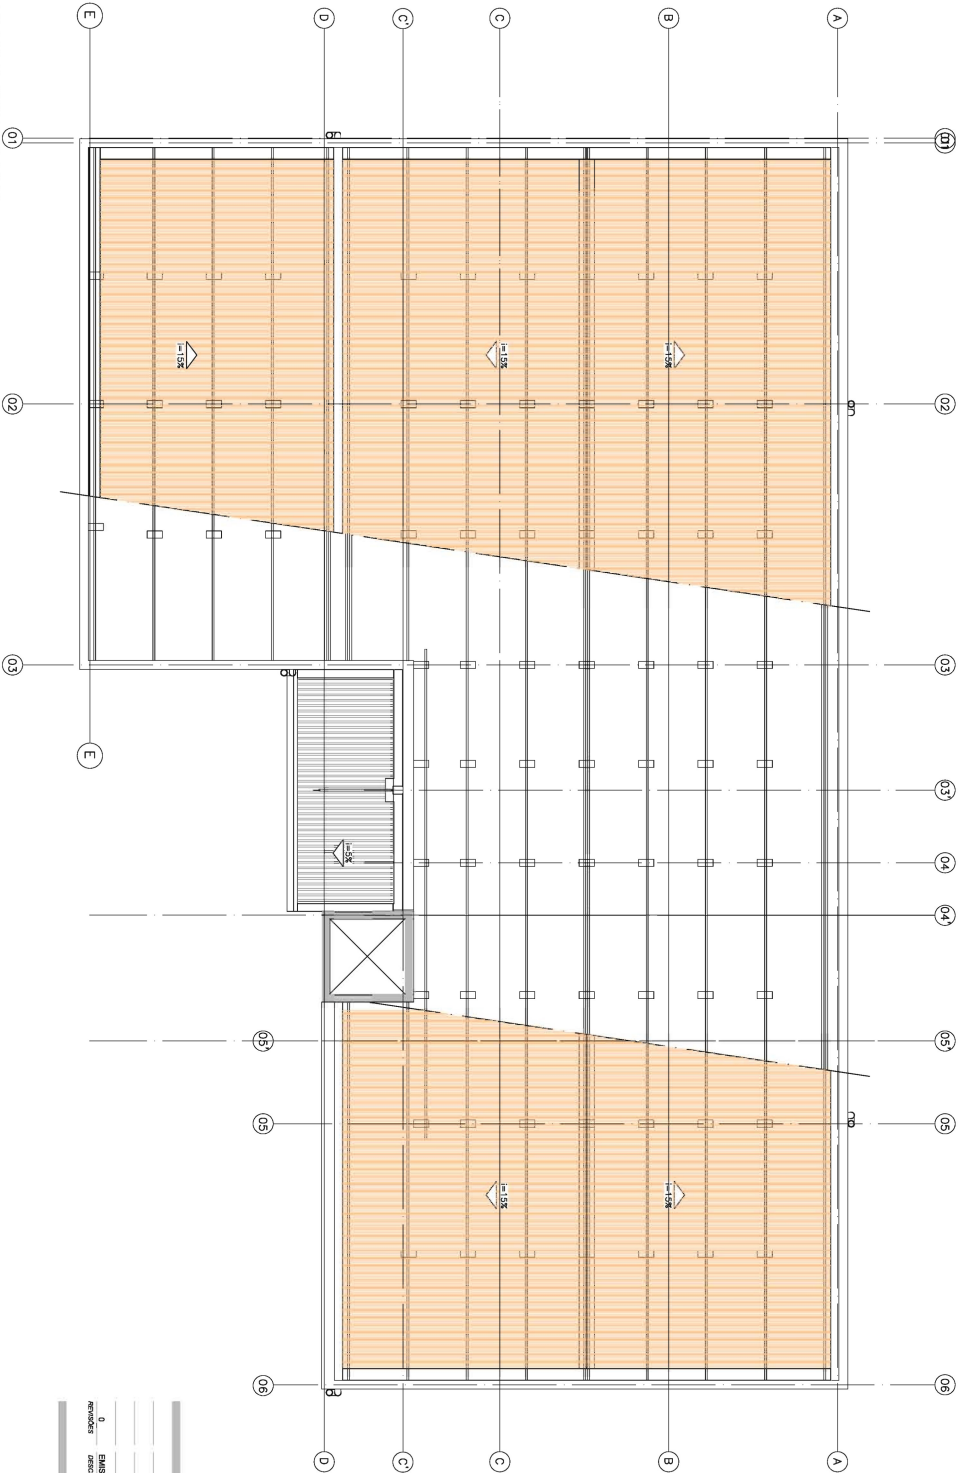 E
D
C'
C
B
A
01
01
02
02
03
03
03'
04
04'
05'
05'
05
05
06
06
E
i=15%
i=15%
i=15%
i=5%
i=15%
i=15%
D
C'
C
B
A
0 EMIS
REVISÕES DESC